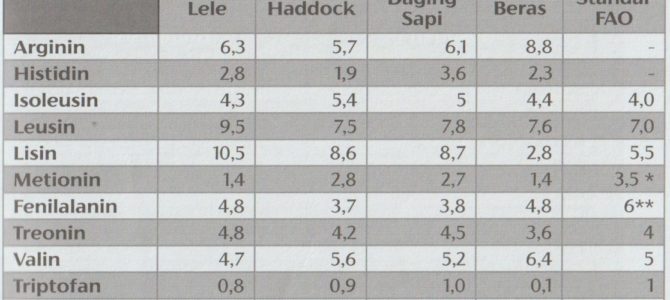 Lele Haddock Daging Sapi Beras Standar FAO
Arginin 6,3 5,7 6,1 8,8 -
Histidin 2,8 1,9 3,6 2,3 -
Isoleusin 4,3 5,4 5 4,4 4,0
Leusin 9,5 7,5 7,8 7,6 7,0
Lisin 10,5 8,6 8,7 2,8 5,5
Metionin 1,4 2,8 2,7 1,4 3,5 *
Fenilalanin 4,8 3,7 3,8 4,8 6**
Treonin 4,8 4,2 4,5 3,6 4
Valin 4,7 5,6 5,2 6,4 5
Triptofan 0,8 0,9 1,0 0,1 1